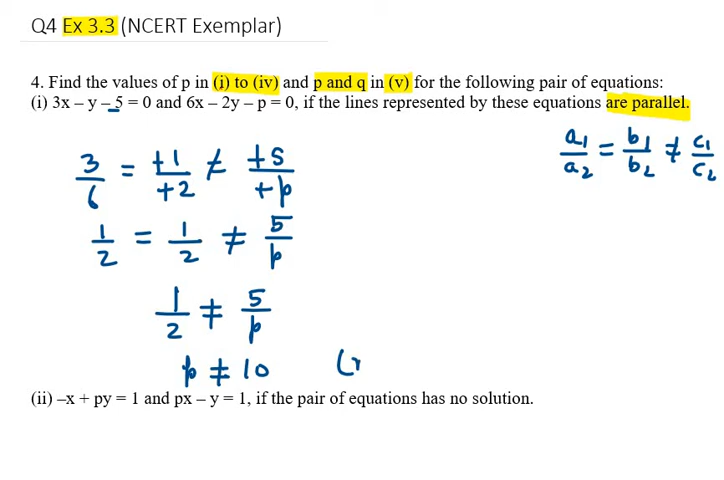 Q4 Ex 3.3 (NCERT Exemplar)
4. Find the values of p in (i) to (iv) and p and q in (v) for the following pair of equations:
(i) 3x – y – 5 = 0 and 6x – 2y – p = 0, if the lines represented by these equations are parallel.
a1/a2 = b1/b2 ≠ c1/c2
3/6 = +1/+2 ≠ +5/+p
1/2 = 1/2 ≠ 5/p
1/2 ≠ 5/p
p ≠ 10
(ii) –x + py = 1 and px – y = 1, if the pair of equations has no solution.